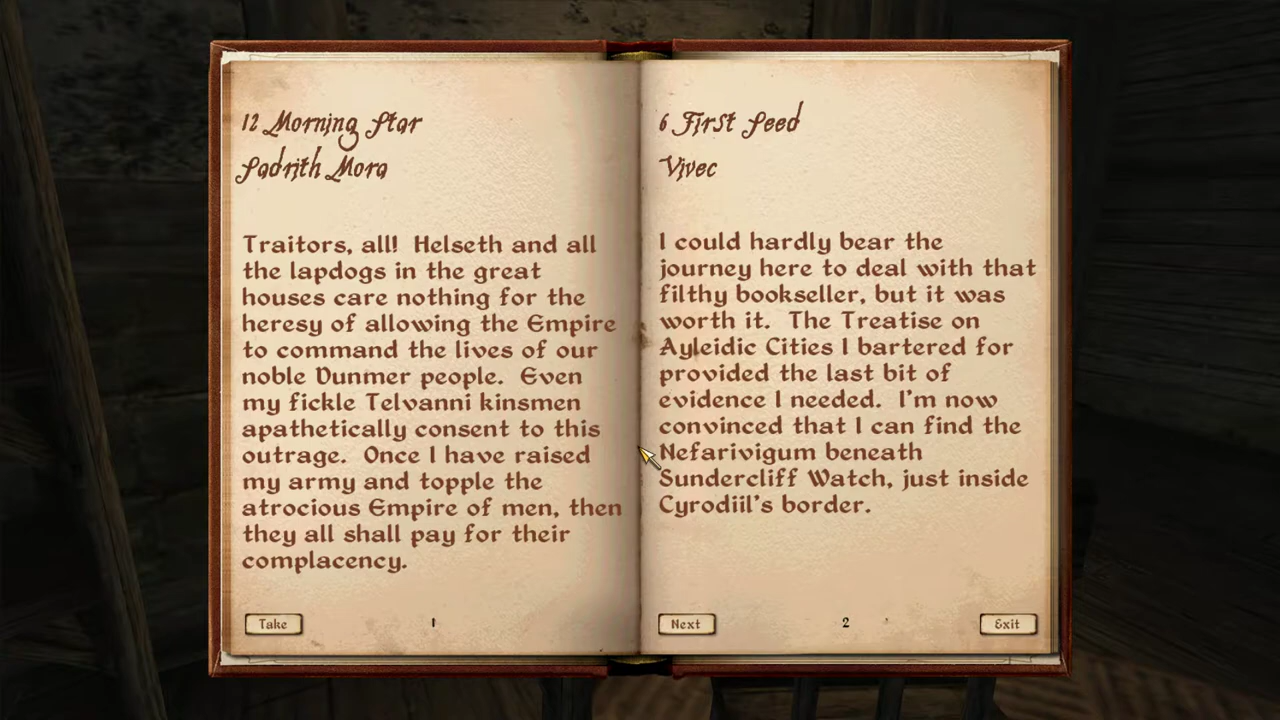 12 Morning Star
Sadrith Mora
Traitors, all! Helseth and all
the lapdogs in the great
houses care nothing for the
heresy of allowing the Empire
to command the lives of our
noble Dunmer people. Even
my fickle Telvanni kinsmen
apathetically consent to this
outrage. Once I have raised
my army and topple the
atrocious Empire of men, then
they all shall pay for their
complacency.
Take
1
6 First Seed
Vivec
I could hardly bear the
journey here to deal with that
filthy bookseller, but it was
worth it. The Treatise on
Ayleidic Cities I bartered for
provided the last bit of
evidence I needed. I'm now
convinced that I can find the
Nefarivigum beneath
Sundercliff Watch, just inside
Cyrodiil's border.
Next
2
Exit